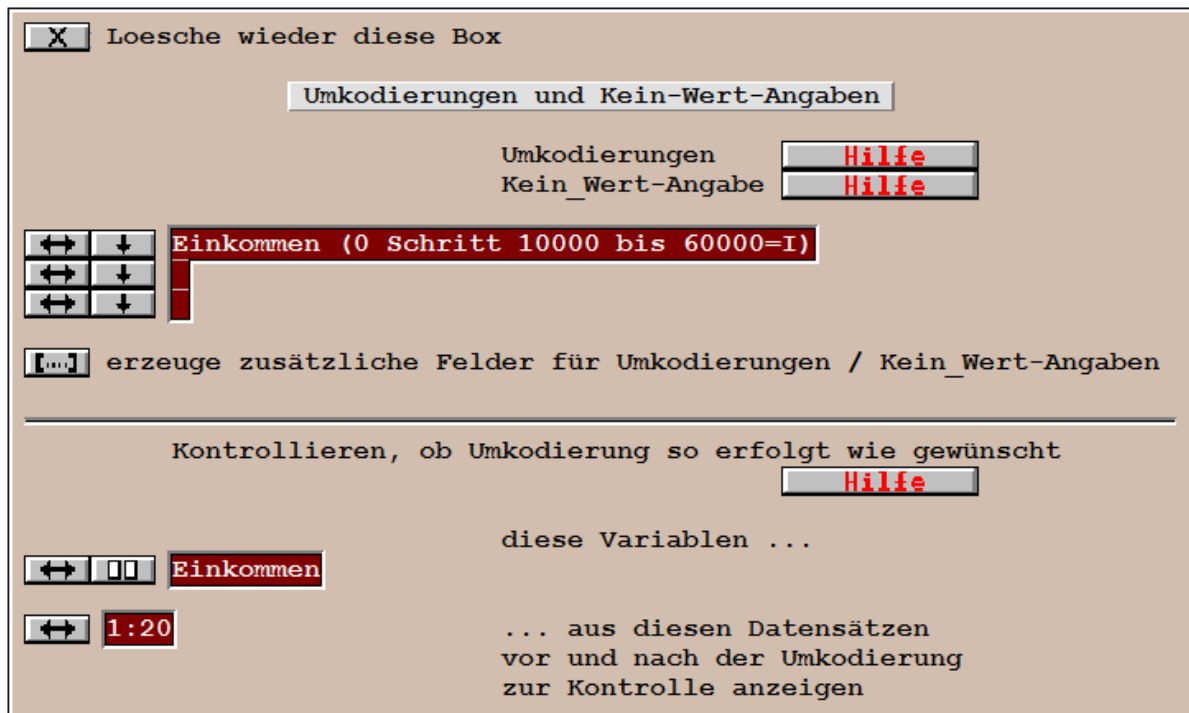 X Loesche wieder diese Box
Umkodierungen und Kein-Wert-Angaben
Umkodierungen Hilfe
Kein_Wert-Angabe Hilfe
Einkommen (0 Schritt 10000 bis 60000=I)
[....] erzeuge zusätzliche Felder für Umkodierungen / Kein_Wert-Angaben
Kontrollieren, ob Umkodierung so erfolgt wie gewünscht
Hilfe
diese Variablen ...
Einkommen
1:20 ... aus diesen Datensätzen
vor und nach der Umkodierung
zur Kontrolle anzeigen